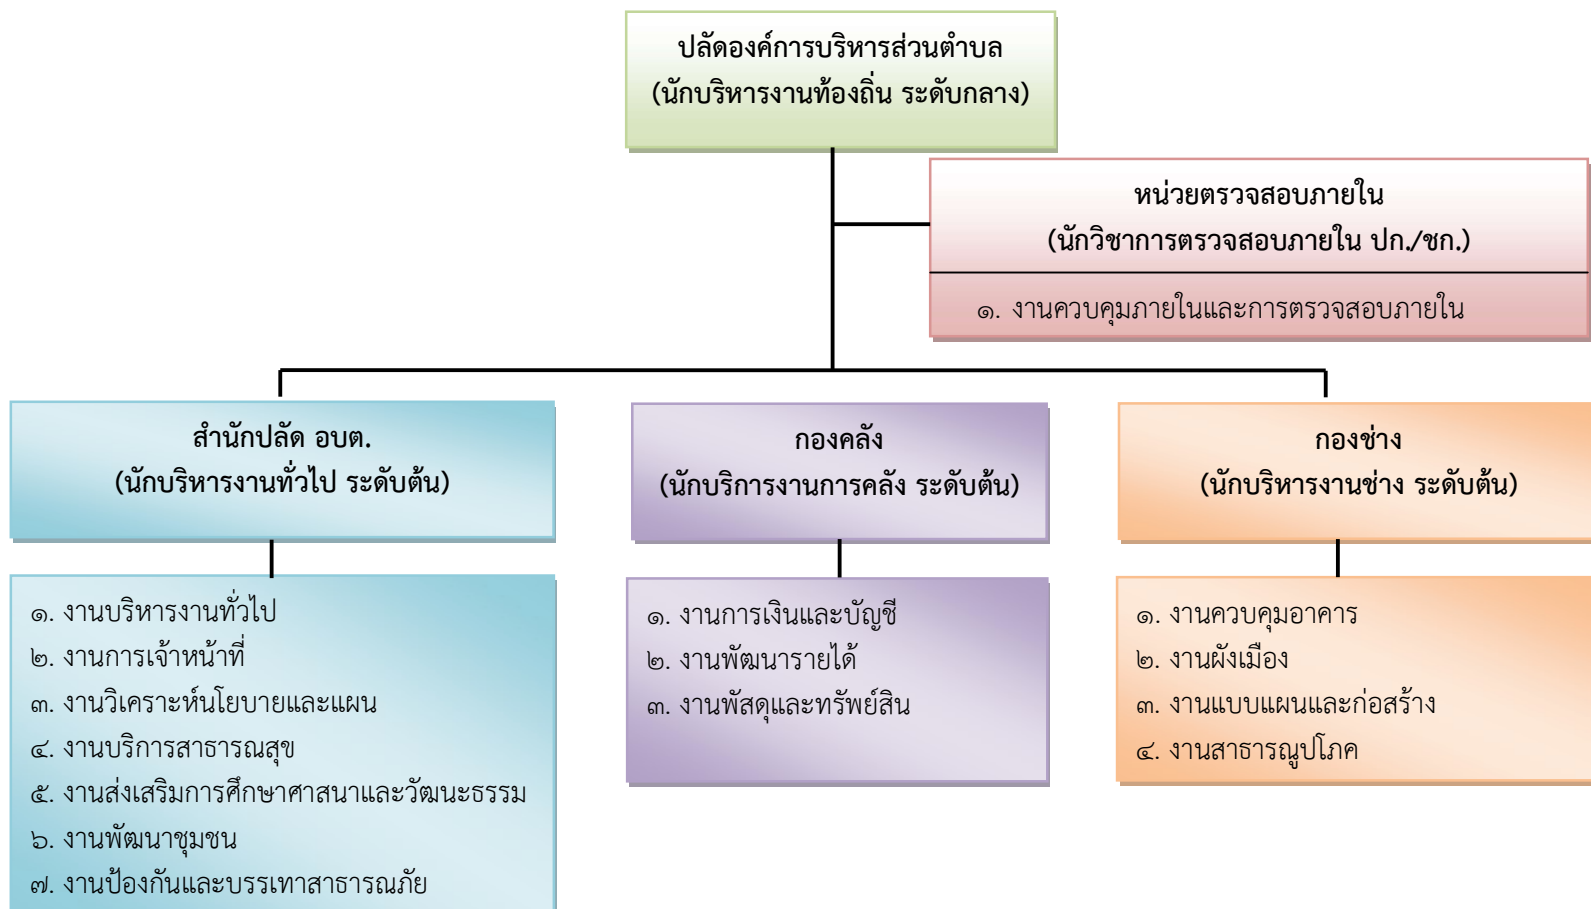 ปลัดองค์การบริหารส่วนตำบล
(นักบริหารงานท้องถิ่น ระดับกลาง)
หน่วยตรวจสอบภายใน
(นักวิชาการตรวจสอบภายใน ปก./ชก.)
๑. งานควบคุมภายในและการตรวจสอบภายใน
สำนักปลัด อบต.
(นักบริหารงานทั่วไป ระดับต้น)
๑. งานบริหารงานทั่วไป
๒. งานการเจ้าหน้าที่
๓. งานวิเคราะห์นโยบายและแผน
๔. งานบริการสาธารณสุข
๕. งานส่งเสริมการศึกษาศาสนาและวัฒนะธรรม
๖. งานพัฒนาชุมชน
๗. งานป้องกันและบรรเทาสาธารณภัย
กองคลัง
(นักบริการงานการคลัง ระดับต้น)
๑. งานการเงินและบัญชี
๒. งานพัฒนารายได้
๓. งานพัสดุและทรัพย์สิน
กองช่าง
(นักบริหารงานช่าง ระดับต้น)
๑. งานควบคุมอาคาร
๒. งานผังเมือง
๓. งานแบบแผนและก่อสร้าง
๔. งานสาธารณูปโภค